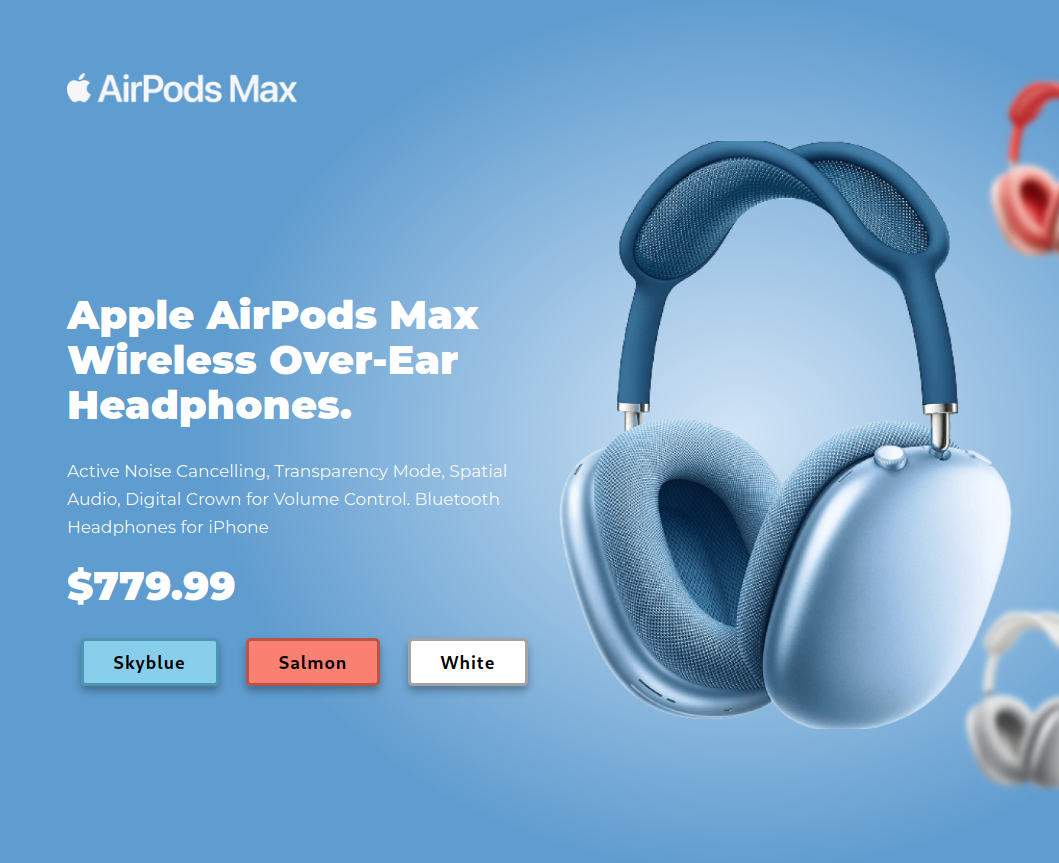 AirPods Max
Apple AirPods Max
Wireless Over-Ear
Headphones.
Active Noise Cancelling, Transparency Mode, Spatial
Audio, Digital Crown for Volume Control. Bluetooth
Headphones for iPhone
$779.99
Skyblue Salmon White